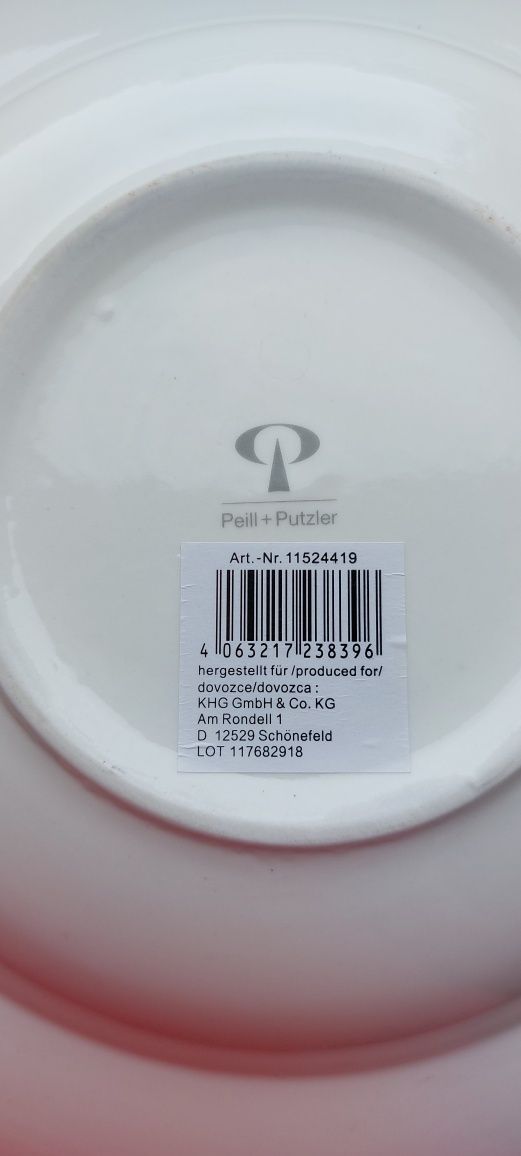 Peill + Putzler
Art.-Nr. 11524419
4 063217 238396
hergestellt für /produced for/
dovozce/dovozca :
KHG GmbH & Co. KG
Am Rondell 1
D 12529 Schönefeld
LOT 117682918